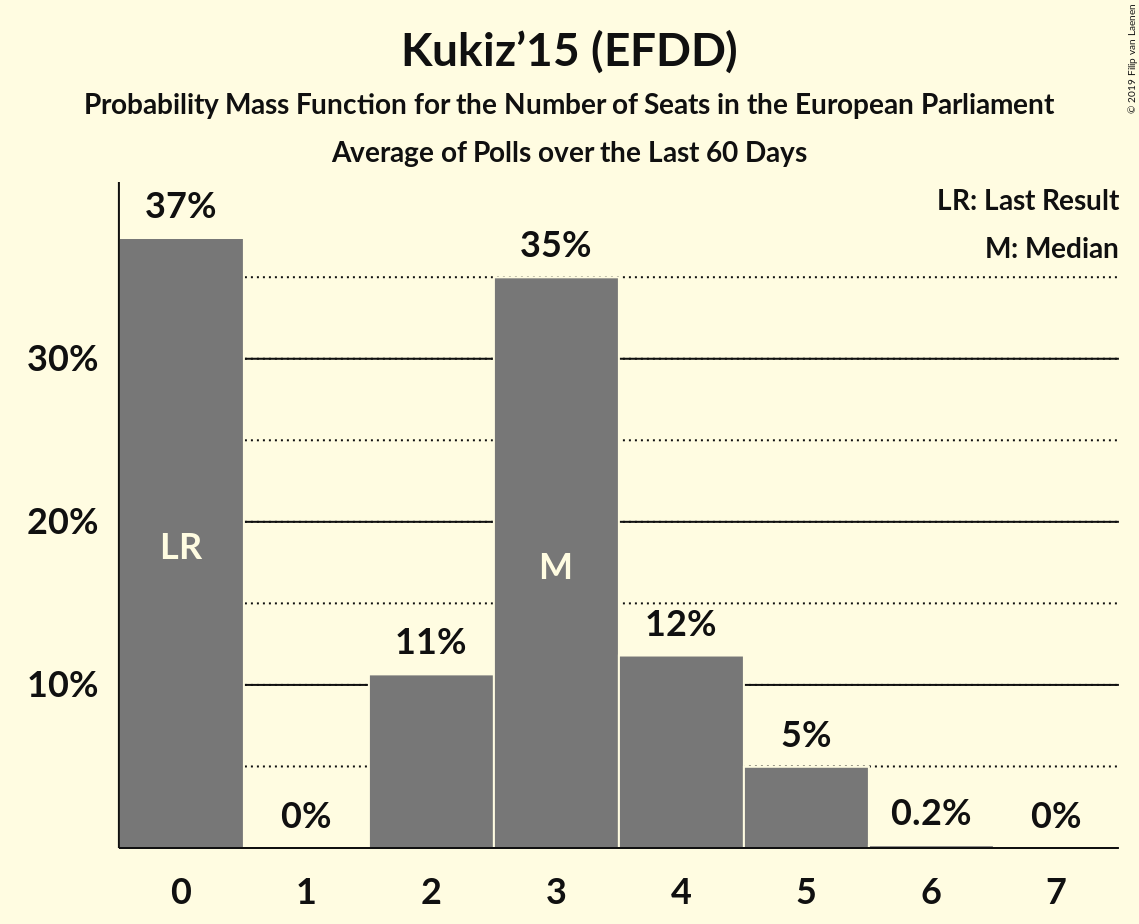 Kukiz’15 (EFDD)
Probability Mass Function for the Number of Seats in the European Parliament
Average of Polls over the Last 60 Days
© 2019 Filip van Laenen
LR: Last Result
M: Median
37%
35%
30%
20%
10%
LR
M
11%
12%
5%
0%
0.2%
0%
0 1 2 3 4 5 6 7